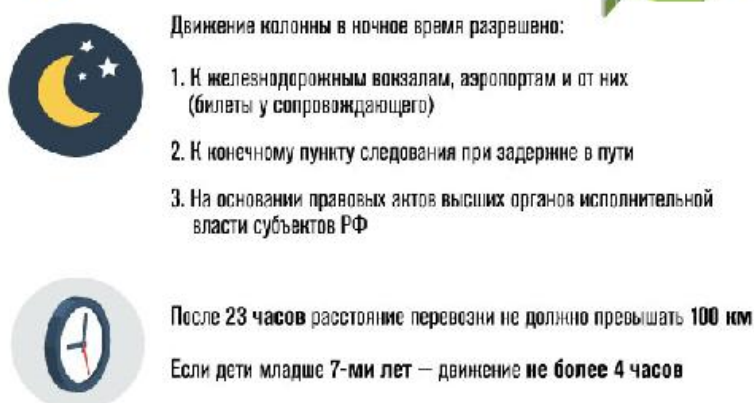 Движение колонны в ночное время разрешено:
1. К железнодорожным вокзалам, аэропортам и от них
(билеты у сопровождающего)
2. К конечному пункту следования при задержке в пути
3. На основании правовых актов высших органов исполнительной
власти субъектов РФ
После 23 часов расстояние перевозки не должно превышать 100 км
Если дети младше 7-ми лет — движение не более 4 часов